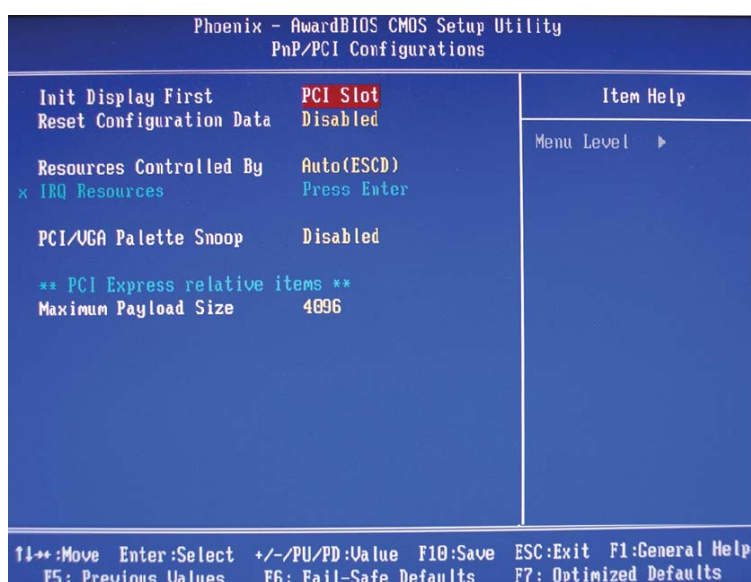 Phoenix - AwardBIOS CMOS Setup Utility
PnP/PCI Configurations
Init Display First PCI Slot
Reset Configuration Data Disabled
Resources Controlled By Auto(ESCD)
x IRQ Resources Press Enter
PCI/VGA Palette Snoop Disabled
** PCI Express relative items **
Maximum Payload Size 4096
Item Help
Menu Level ▶
↑↓→←:Move Enter:Select +/-/PU/PD:Value F10:Save ESC:Exit F1:General Help
F5: Previous Values F6: Fail-Safe Defaults F7: Optimized Defaults